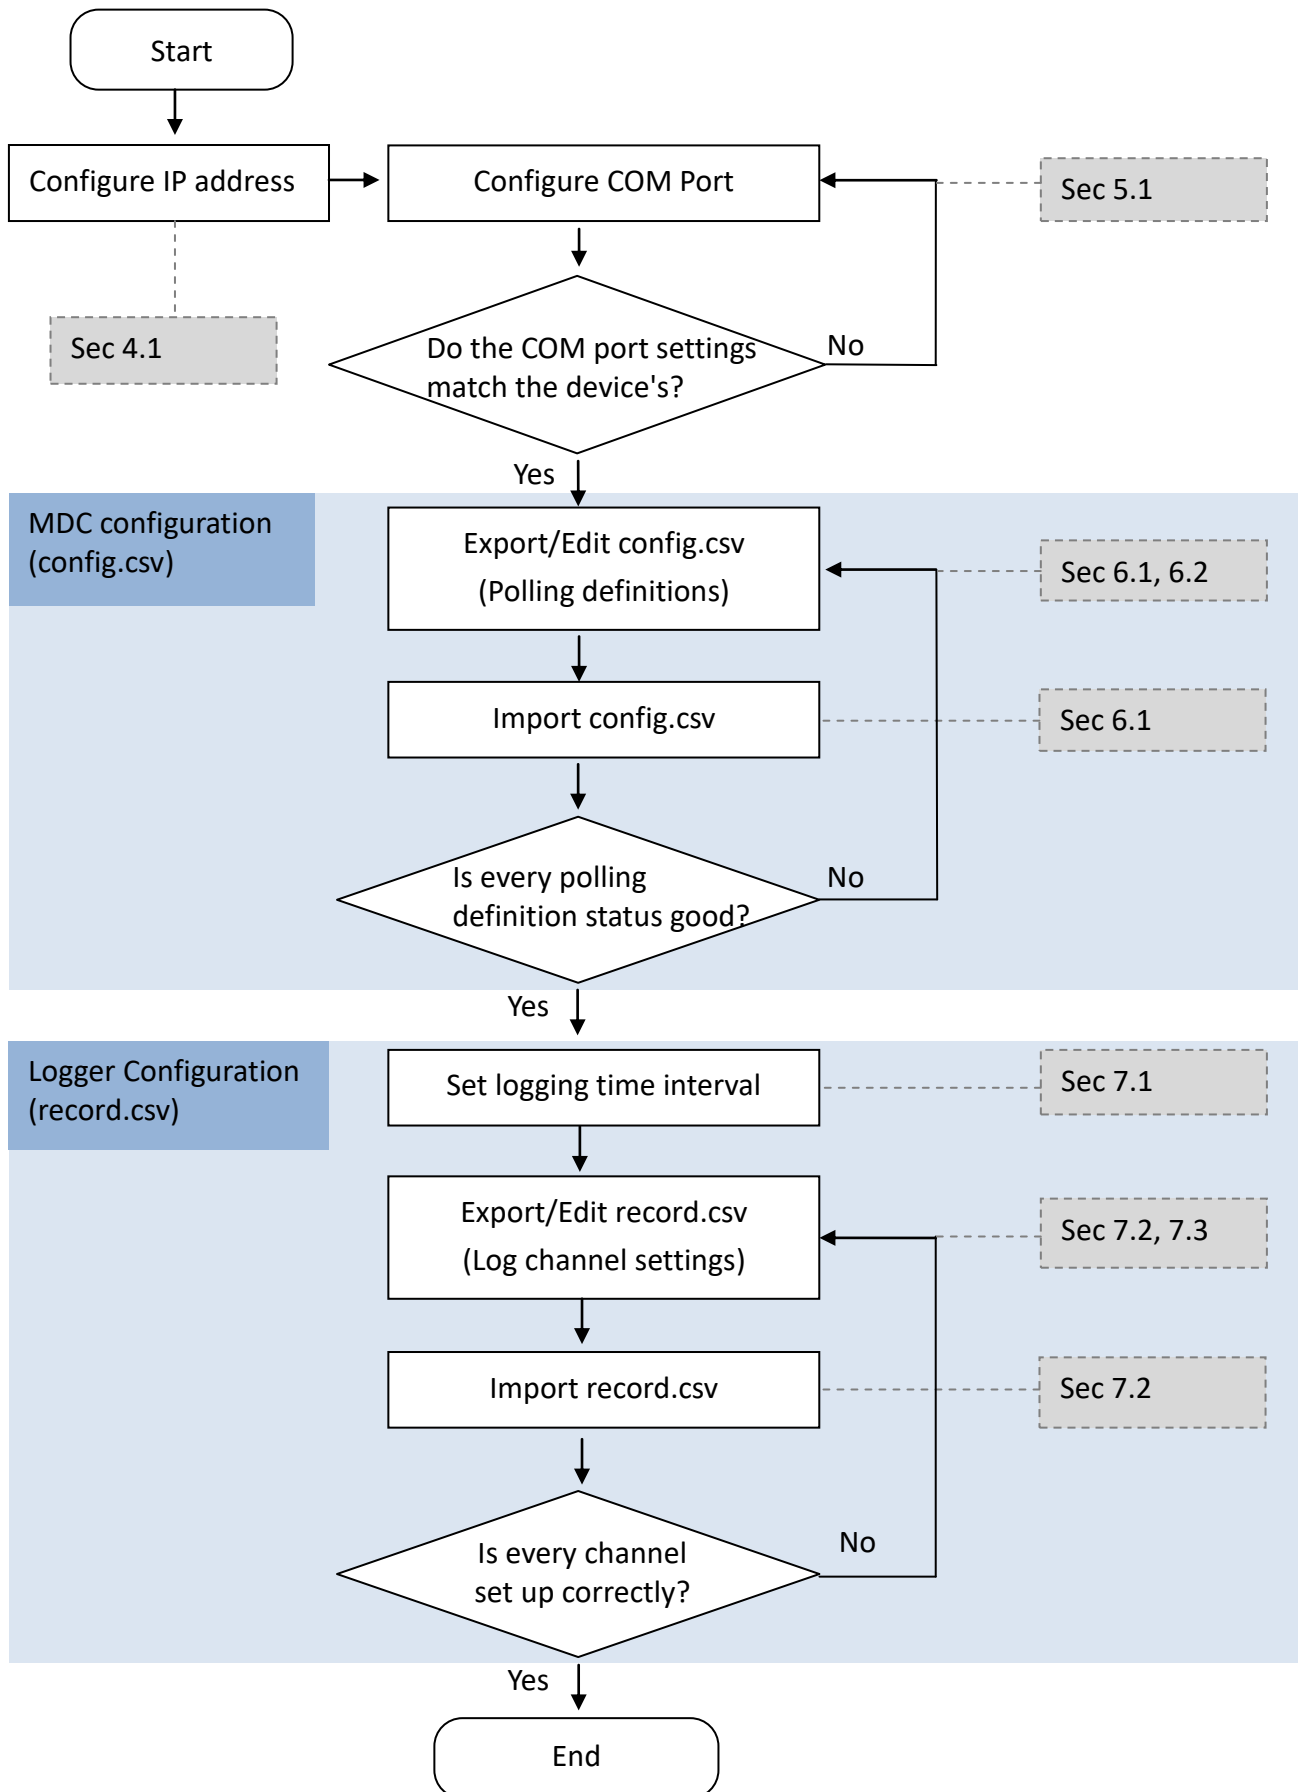 Start
Configure IP address
Configure COM Port
Sec 5.1
Sec 4.1
Do the COM port settings
match the device's?
No
Yes
MDC configuration
(config.csv)
Export/Edit config.csv
(Polling definitions)
Sec 6.1, 6.2
Import config.csv
Sec 6.1
Is every polling
definition status good?
No
Yes
Logger Configuration
(record.csv)
Set logging time interval
Sec 7.1
Export/Edit record.csv
(Log channel settings)
Sec 7.2, 7.3
Import record.csv
Sec 7.2
Is every channel
set up correctly?
No
Yes
End